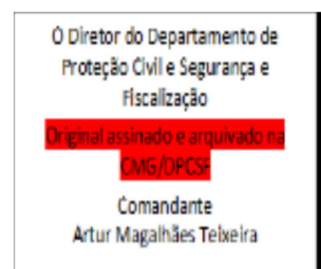 O Diretor do Departamento de
Proteção Civil e Segurança e
Fiscalização
Original assinado e arquivado na
CMG/DPCSF
Comandante
Artur Magalhães Teixeira